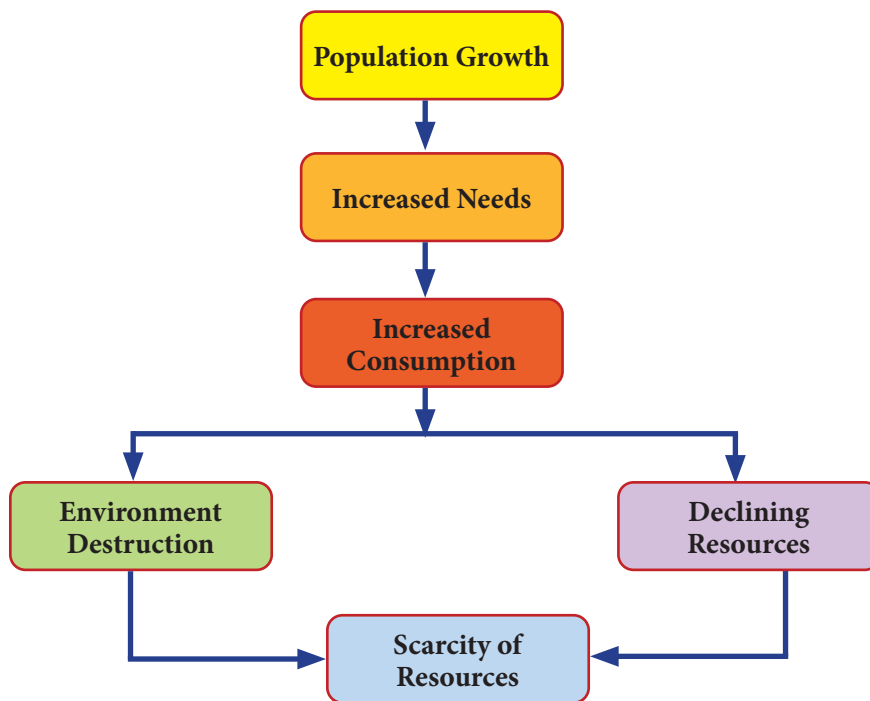 Population Growth
Increased Needs
Increased
Consumption
Environment
Destruction
Declining
Resources
Scarcity of
Resources